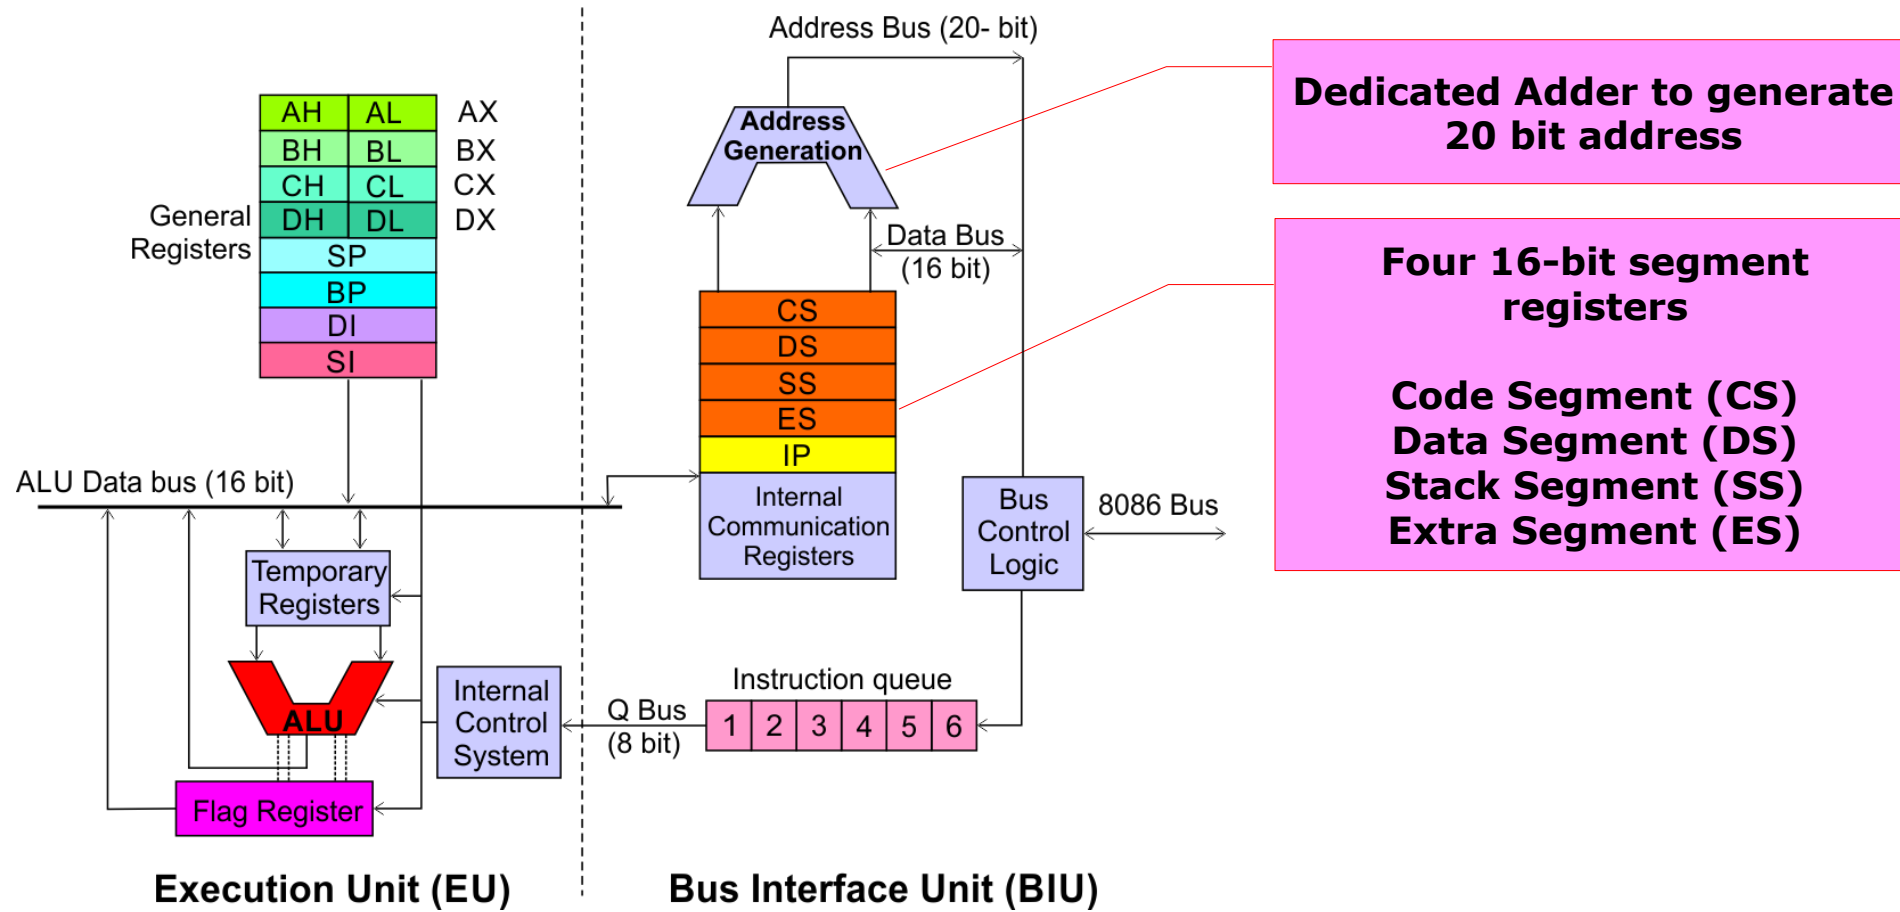 Address Bus (20- bit)
Dedicated Adder to generate
20 bit address
AH AL AX
BH BL BX
CH CL CX
DH DL DX
General
Registers
SP
BP
DI
SI
Address
Generation
Data Bus
(16 bit)
CS
DS
SS
ES
IP
Internal
Communication
Registers
Four 16-bit segment
registers
Code Segment (CS)
Data Segment (DS)
Stack Segment (SS)
Extra Segment (ES)
ALU Data bus (16 bit)
Bus
Control
Logic
8086 Bus
Temporary
Registers
ALU
Internal
Control
System
Q Bus
(8 bit)
Instruction queue
1 2 3 4 5 6
Flag Register
Execution Unit (EU)
Bus Interface Unit (BIU)